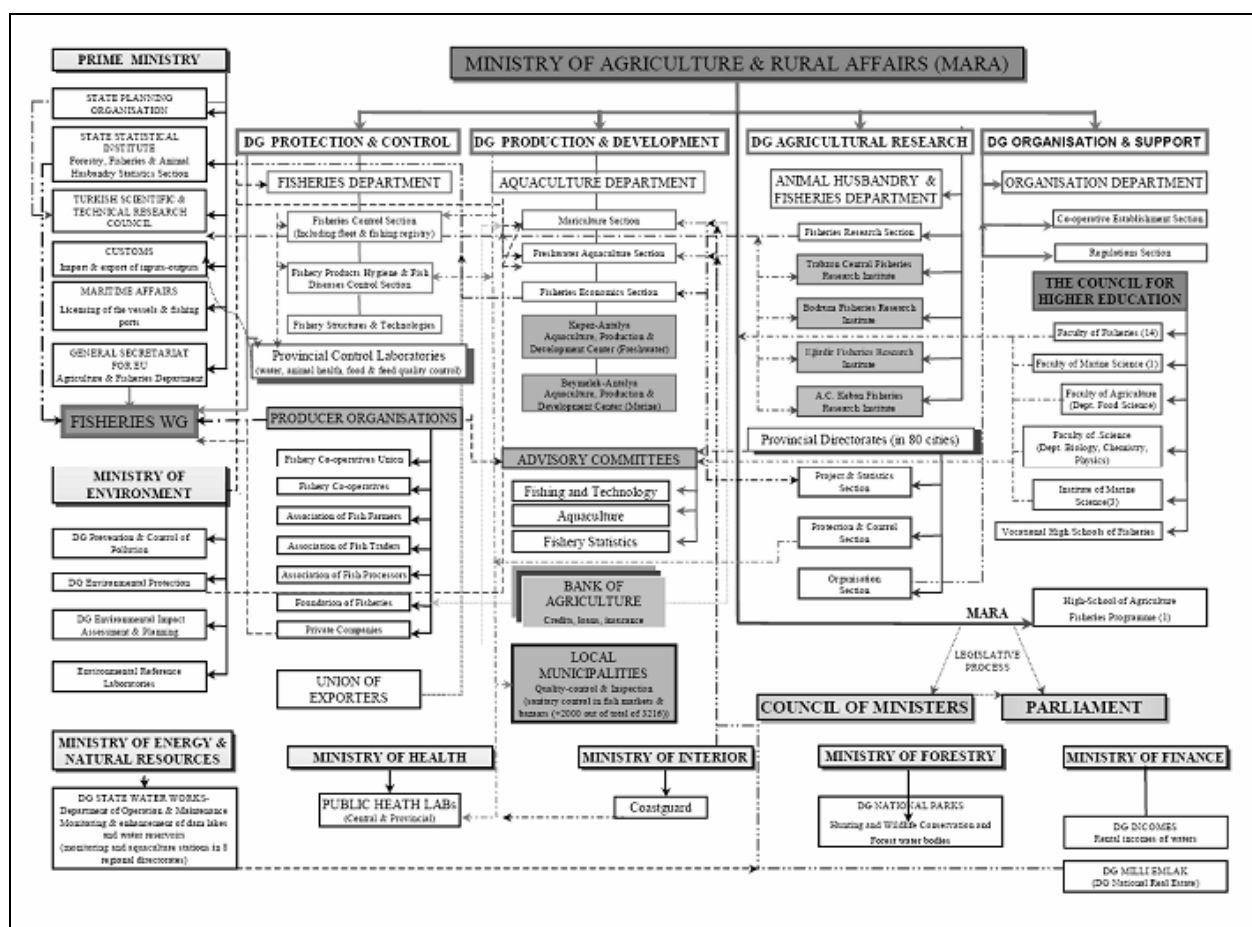 PRIME MINISTRY
STATE PLANNING
ORGANISATION
STATE STATISTICAL
INSTITUTE
Forestry, Fisheries & Animal
Husbandry Statistics Section
TURKISH SCIENTIFIC &
TECHNICAL RESEARCH
COUNCIL
CUSTOMS
Import & export of inputs-outputs
MARITIME AFFAIRS
Licensing of the vessels & fishing
ports
GENERAL SECRETARIAT
FOR EU
Agriculture & Fisheries Department
FISHERIES WG
MINISTRY OF
ENVIRONMENT
DG Prevention & Control of
Pollution
DG Environmental Protection
DG Environmental Impact
Assessment & Planning
Environmental Reference
Laboratories
MINISTRY OF AGRICULTURE & RURAL AFFAIRS (MARA)
DG PROTECTION & CONTROL
FISHERIES DEPARTMENT
Fisheries Control Section
(Including fleet & fishing registry)
Fishery Products Hygiene & Fish
Diseases Control Section
Fishery Structures & Technologies
Provincial Control Laboratories
(water, animal health, food & feed quality control)
PRODUCER ORGANISATIONS
Fishery Co-operatives Union
Fishery Co-operatives
Association of Fish Farmers
Association of Fish Traders
Association of Fish Processors
Foundation of Fisheries
Private Companies
UNION OF
EXPORTERS
DG PRODUCTION & DEVELOPMENT
AQUACULTURE DEPARTMENT
Mariculture Section
Freshwater Aquaculture Section
Fisheries Economics Section
Kepez-Antalya
Aquaculture, Production &
Development Center (Freshwater)
Beymelek-Antalya
Aquaculture, Production &
Development Center (Marine)
ADVISORY COMMITTEES
Fishing and Technology
Aquaculture
Fishery Statistics
BANK OF
AGRICULTURE
Credits, loans, insurance
LOCAL
MUNICIPALITIES
Quality-control & Inspection
(sanitary control in fish markets &
bazaars (+2000 out of total of 3216))
DG AGRICULTURAL RESEARCH
ANIMAL HUSBANDRY &
FISHERIES DEPARTMENT
Fisheries Research Section
Trabzon Central Fisheries
Research Institute
Bodrum Fisheries Research
Institute
Eğirdir Fisheries Research
Institute
A.C. Keban Fisheries
Research Institute
Provincial Directorates (in 80 cities)
Project & Statistics
Section
Protection & Control
Section
Organisation
Section
DG ORGANISATION & SUPPORT
ORGANISATION DEPARTMENT
Co-operative Establishment Section
Regulations Section
THE COUNCIL FOR
HIGHER EDUCATION
Faculty of Fisheries (14)
Faculty of Marine Science (1)
Faculty of Agriculture
(Dept. Food Science)
Faculty of Science
(Dept. Biology, Chemistry,
Physics)
Institute of Marine
Science(3)
Vocational High Schools of Fisheries
High-School of Agriculture
Fisheries Programme (1)
MARA
LEGISLATIVE
PROCESS
COUNCIL OF MINISTERS
PARLIAMENT
MINISTRY OF ENERGY &
NATURAL RESOURCES
DG STATE WATER WORKS-
Department of Operation & Maintenance
Monitoring & enhancement of dam lakes
and water reservoirs
(monitoring and aquaculture stations in 8
regional directorates)
MINISTRY OF HEALTH
PUBLIC HEATH LABs
(Central & Provincial)
MINISTRY OF INTERIOR
Coastguard
MINISTRY OF FORESTRY
DG NATIONAL PARKS
Hunting and Wildlife Conservation and
Forest water bodies
MINISTRY OF FINANCE
DG INCOMES
Rental incomes of waters
DG MILLI EMLAK
(DG National Real Estate)